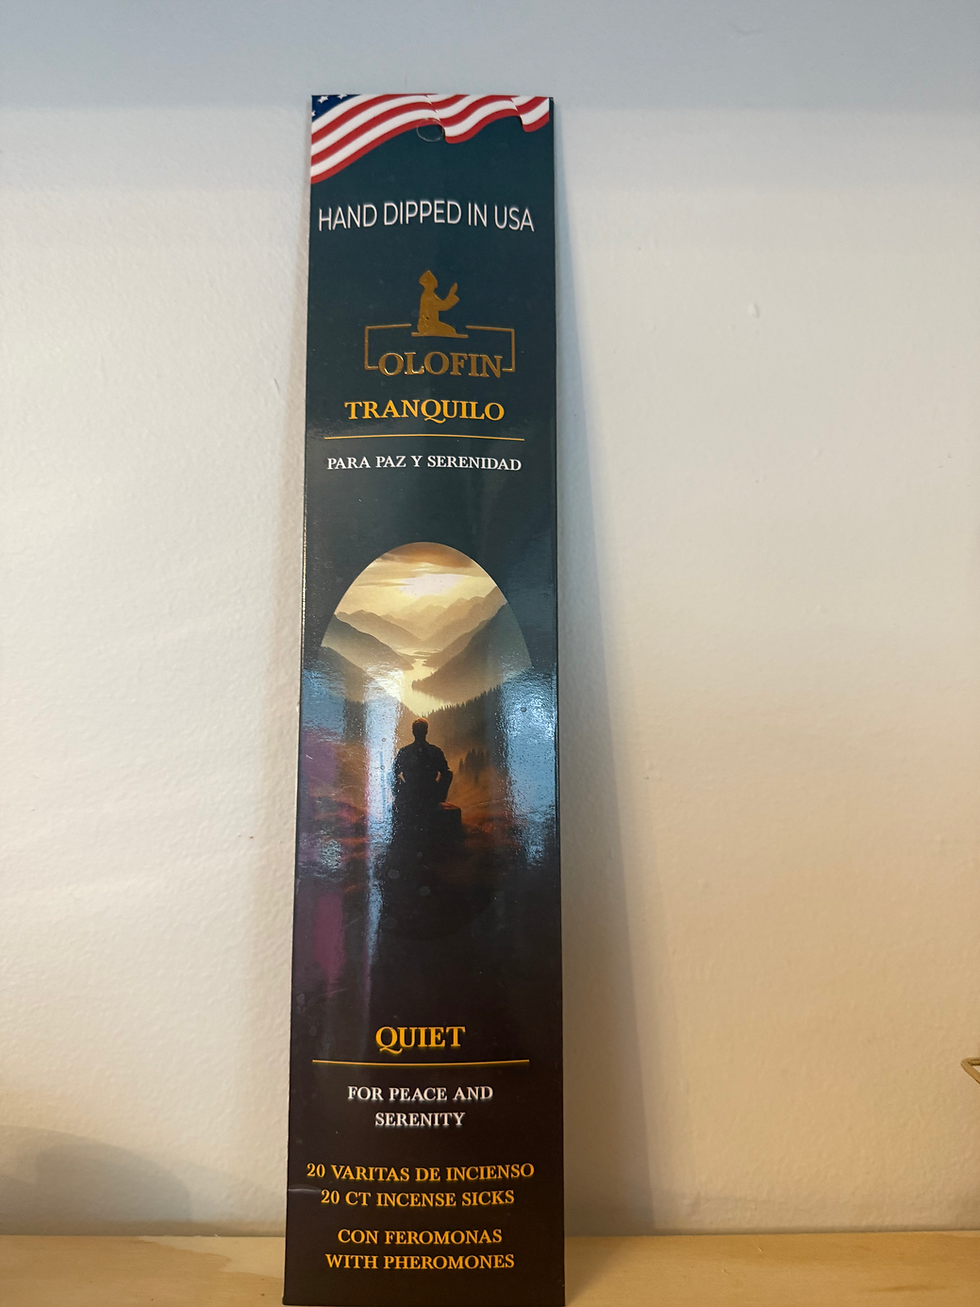 HAND DIPPED IN USA
OLOFIN
TRANQUILO
PARA PAZ Y SERENIDAD
QUIET
FOR PEACE AND
SERENITY
20 VARITAS DE INCIENSO
20 CT INCENSE SICKS
CON FEROMONAS
WITH PHEROMONES